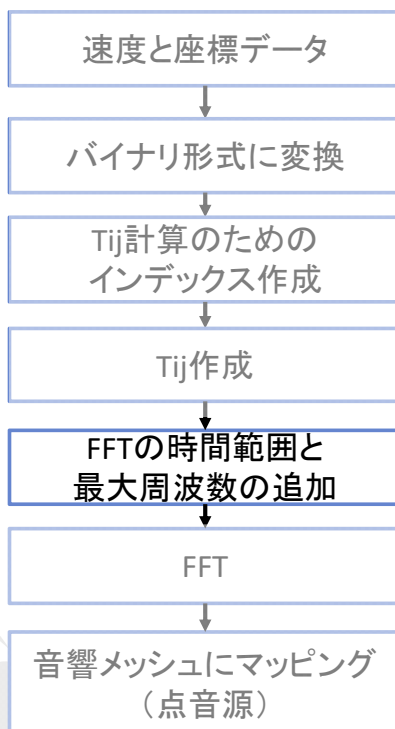 速度と座標データ
バイナリ形式に変換
Tij計算のための
インデックス作成
Tij作成
FFTの時間範囲と
最大周波数の追加
FFT
音響メッシュにマッピング
（点音源）